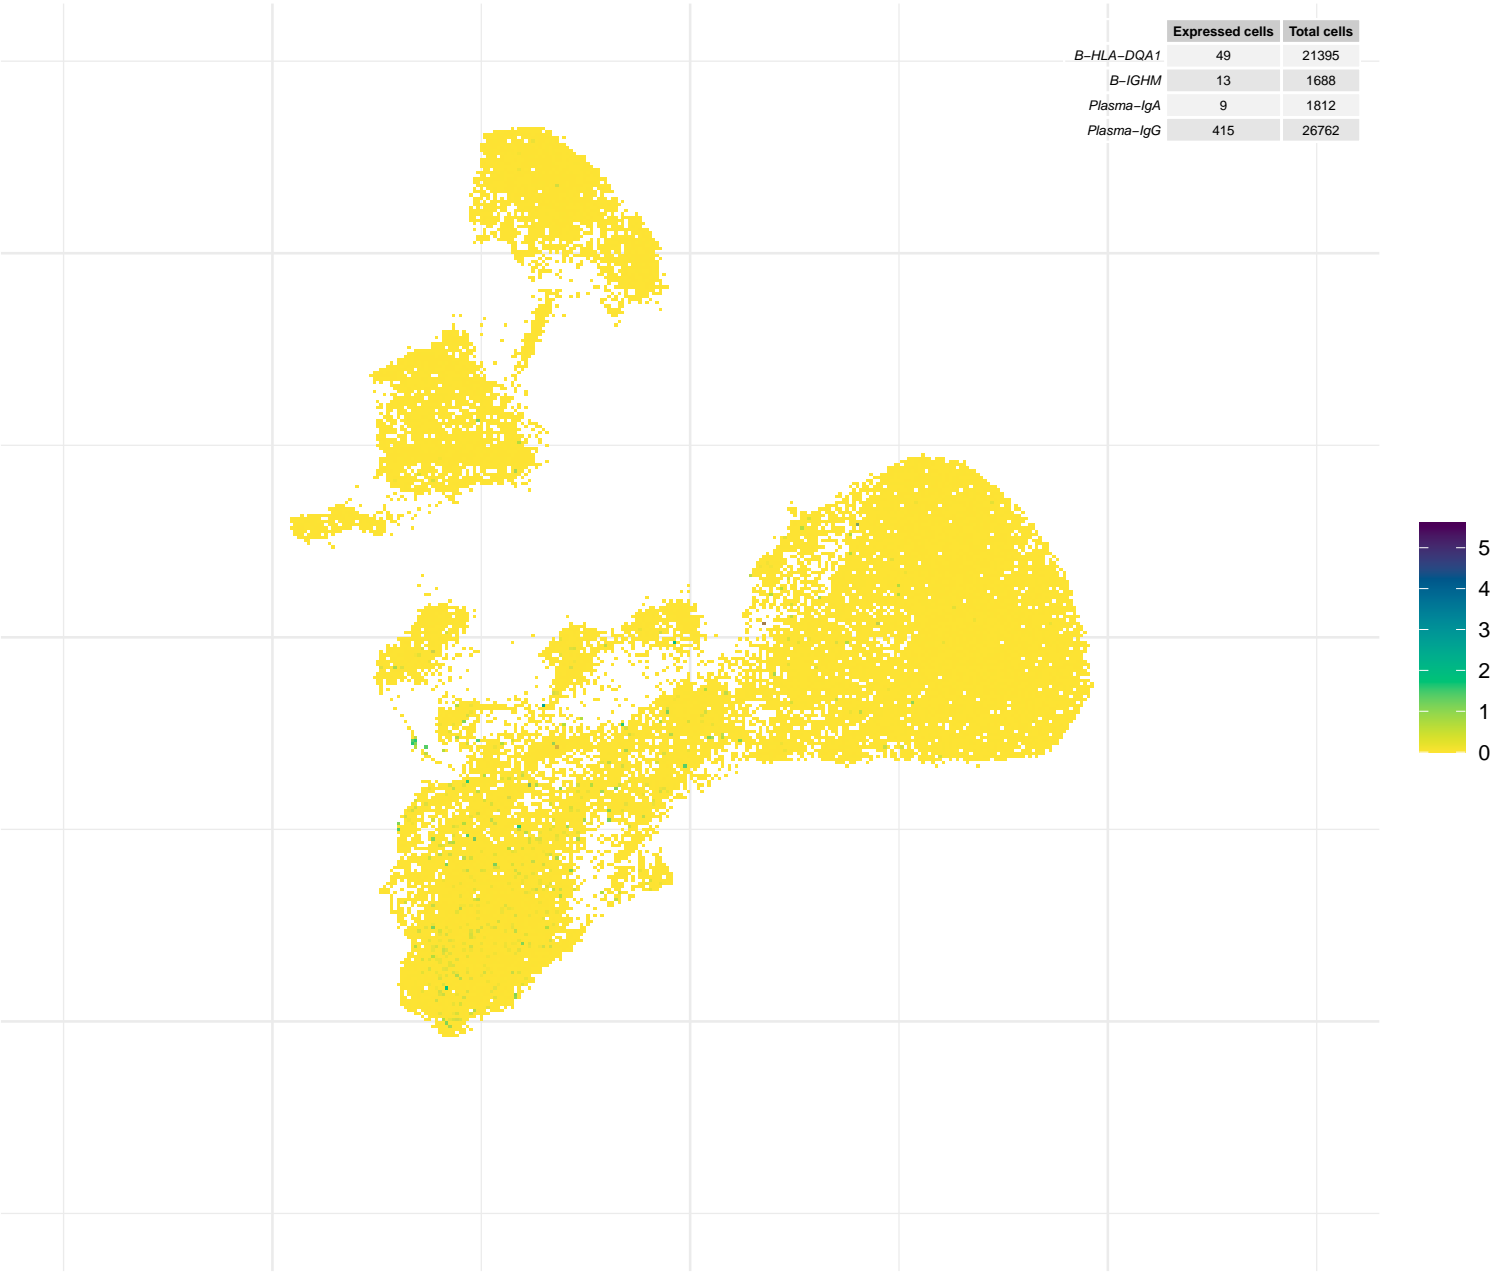 Expressed cells Total cells
B−HLA−DQA1 49 21395
B−IGHM 13 1688
Plasma−IgA 9 1812
Plasma−IgG 415 26762
5
4
3
2
1
0